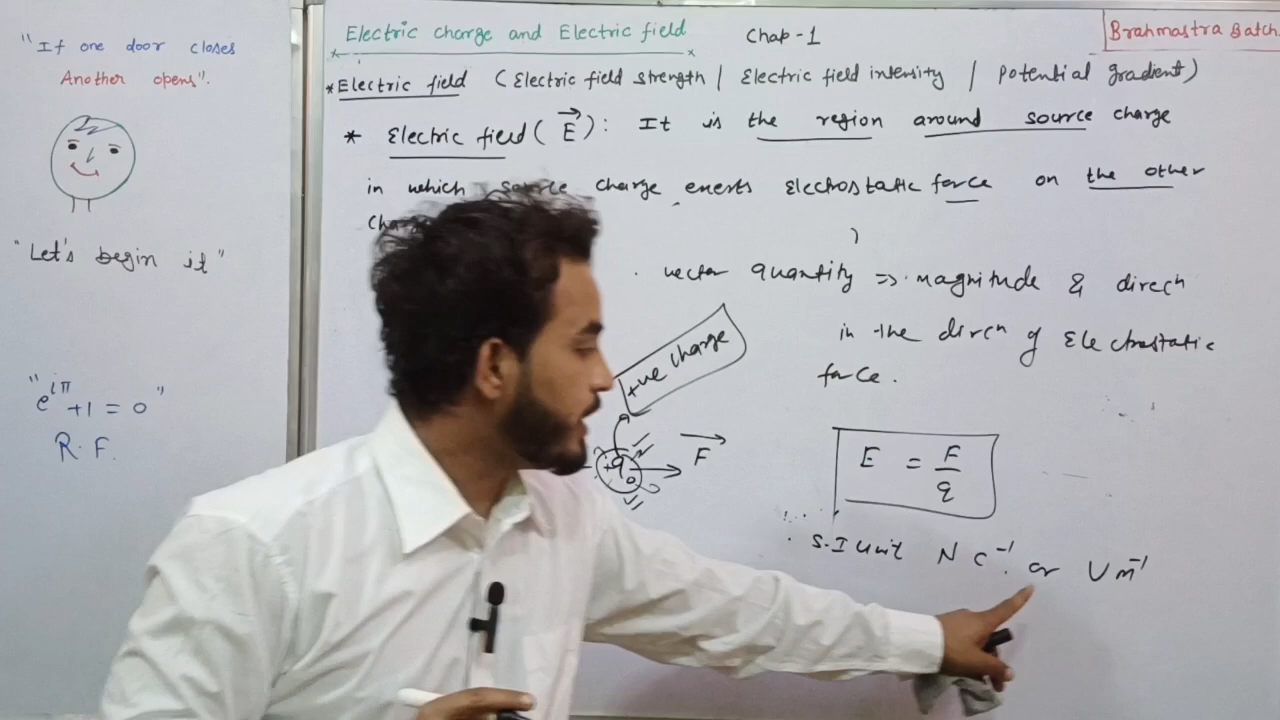 "If one door closes
Another opens".
"Let's begin it"
"e^{iπ} + 1 = 0"
R. F.
Electric charge and Electric field
Chap-1
Brahmastra Batch
* Electric field (Electric field strength | Electric field intensity | Potential gradient)
* Electric field (E⃗): It is the region around source charge
in which source charge exerts Electrostatic force on the other
vector quantity => magnitude & direcn
in the dircn of Electrostatic
force.
+ve charge
+q₀
F⃗
E = F/q
S.I Unit N C⁻¹ or V m⁻¹